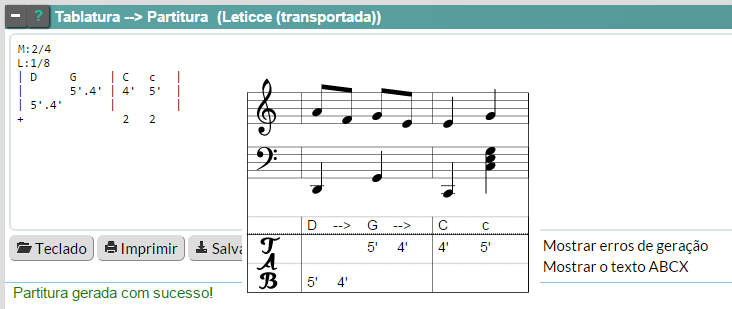 − ? Tablatura --> Partitura (Leticce (transportada))
M:2/4
L:1/8
| D G | C c |
| 5'.4' | 4' 5' |
| 5'.4' | |
+ 2 2
D --> G --> C c
T 5' 4' 4' 5'
A
B 5' 4'
Teclado Imprimir Salva
Mostrar erros de geração
Mostrar o texto ABCX
Partitura gerada com sucesso!